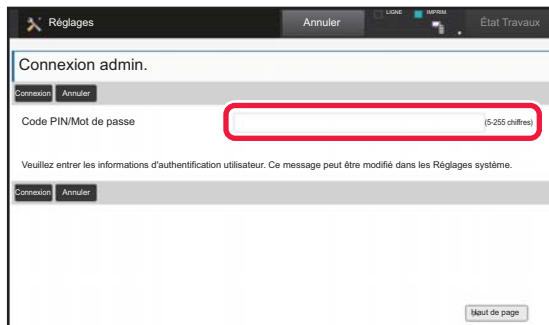 Réglages
Annuler
LIGNE
IMPRIM.
État Travaux
Connexion admin.
Connexion Annuler
Code PIN/Mot de passe
(5-255 chiffres)
Veuillez entrer les informations d'authentification utilisateur. Ce message peut être modifié dans les Réglages système.
Connexion Annuler
Haut de page